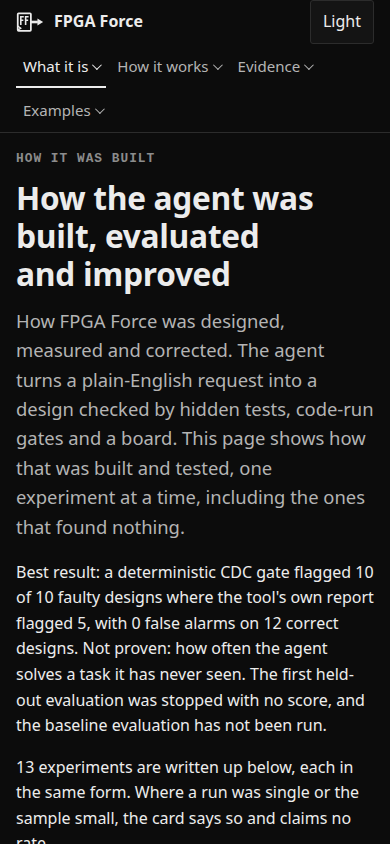 FF FPGA Force
Light
What it is How it works Evidence
Examples
HOW IT WAS BUILT
How the agent was
built, evaluated
and improved
How FPGA Force was designed,
measured and corrected. The agent
turns a plain-English request into a
design checked by hidden tests, code-run
gates and a board. This page shows how
that was built and tested, one
experiment at a time, including the ones
that found nothing.
Best result: a deterministic CDC gate flagged 10
of 10 faulty designs where the tool's own report
flagged 5, with 0 false alarms on 12 correct
designs. Not proven: how often the agent
solves a task it has never seen. The first held-
out evaluation was stopped with no score, and
the baseline evaluation has not been run.
13 experiments are written up below, each in
the same form. Where a run was single or the
sample small, the card says so and claims no
rate.